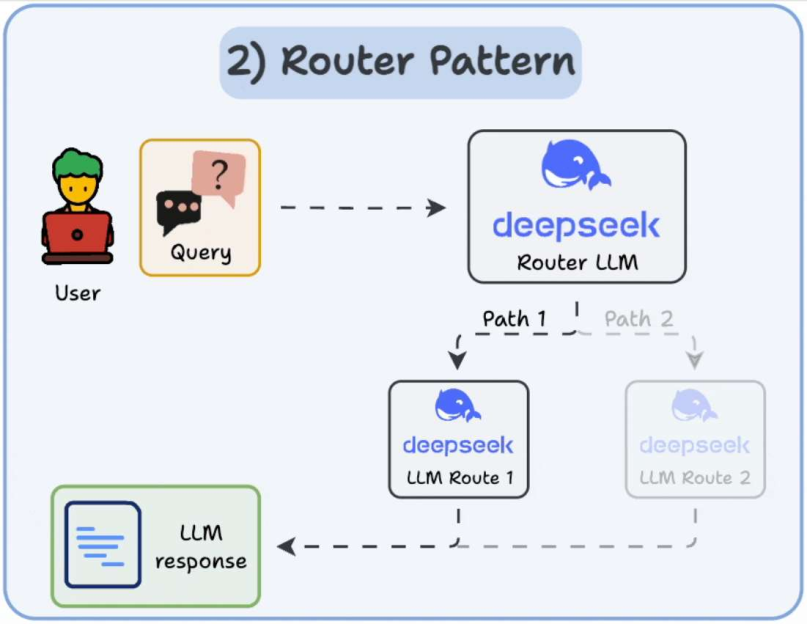 2) Router Pattern
?
Query
User
deepseek
Router LLM
Path 1
Path 2
deepseek
LLM Route 1
deepseek
LLM Route 2
LLM
response